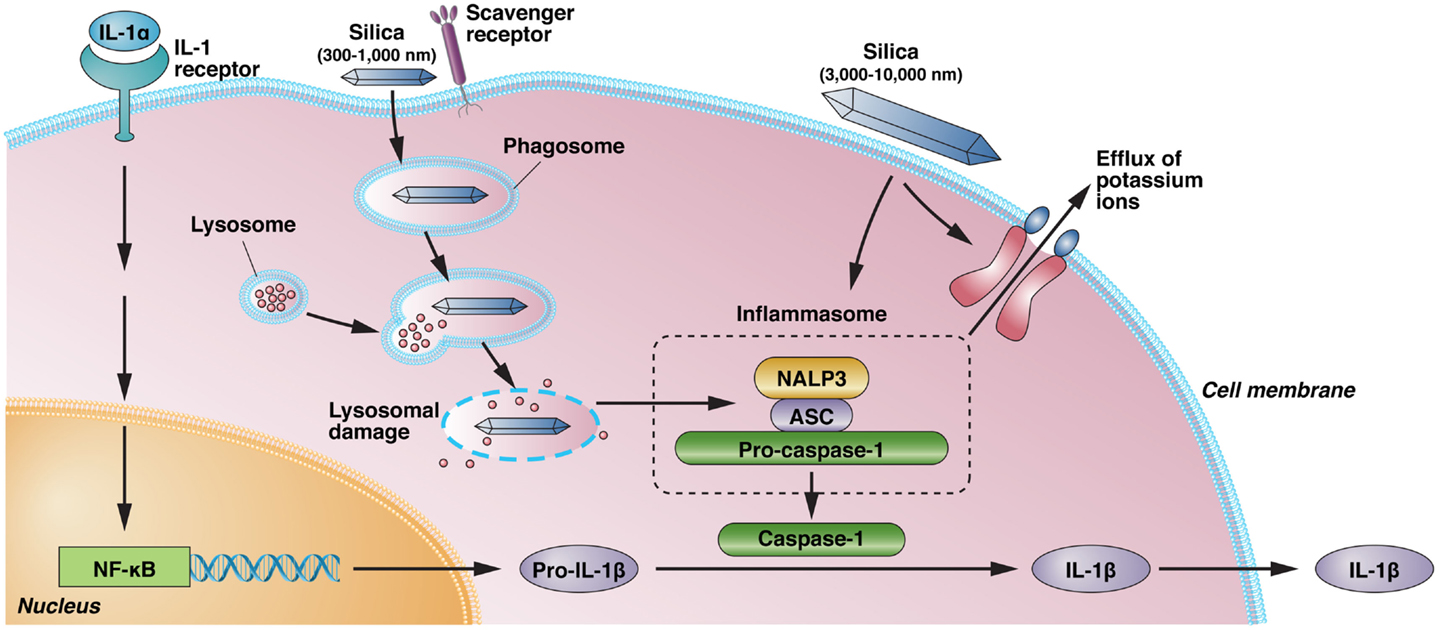 IL-1α
IL-1
receptor
Silica
(300-1,000 nm)
Scavenger
receptor
Silica
(3,000-10,000 nm)
Phagosome
Efflux of
potassium
ions
Lysosome
Inflammasome
NALP3
ASC
Pro-caspase-1
Cell membrane
Lysosomal
damage
Caspase-1
NF-κB
Pro-IL-1β
IL-1β
IL-1β
Nucleus